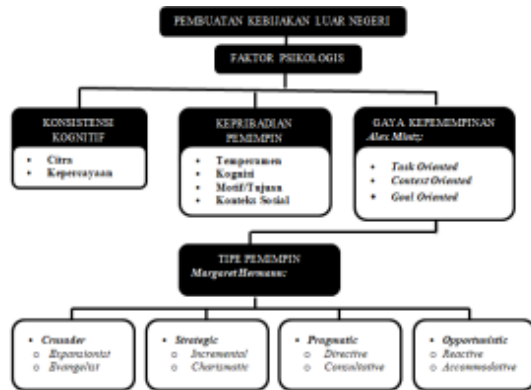 PEMBUATAN KEBIJAKAN LUAR NEGERI
FAKTOR PSIKOLOGIS
KONSISTENSI
KOGNITIF
• Citra
• Kepercayaan
KEPRIBADIAN
PEMIMPIN
• Temperamen
• Kognisi
• Motif/Tujuan
• Konteks Sosial
GAYA KEPEMIMPINAN
Alex Mintz:
• Task Oriented
• Context Oriented
• Goal Oriented
TIPE PEMIMPIN
Margaret Hermann:
• Crusader
o Expansionist
o Evangelist
• Strategic
o Incremental
o Charismatic
• Pragmatic
o Directive
o Consultative
• Opportunistic
o Reactive
o Accommodative